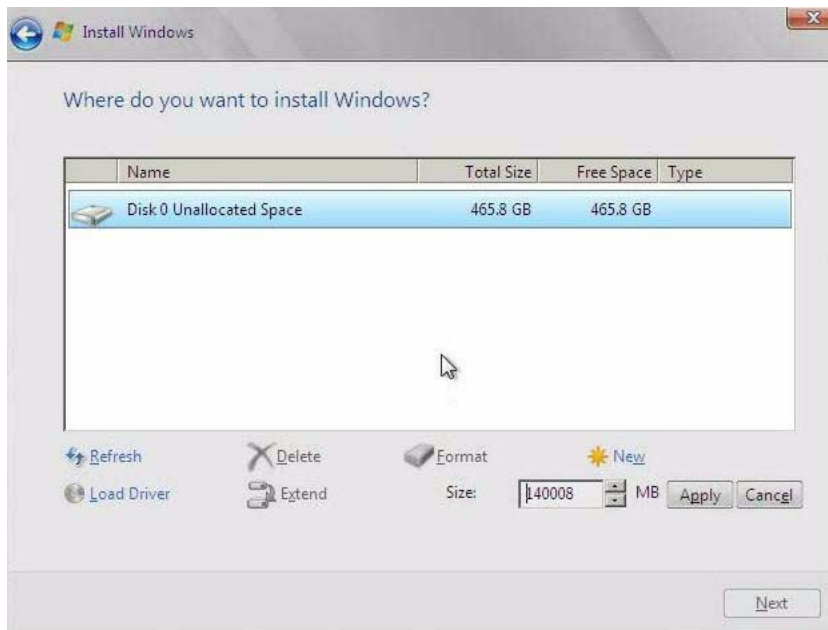 Install Windows
Where do you want to install Windows?
Name Total Size Free Space Type
Disk 0 Unallocated Space 465.8 GB 465.8 GB
Refresh Delete Format New
Load Driver Extend Size: 140008 MB Apply Cancel
Next